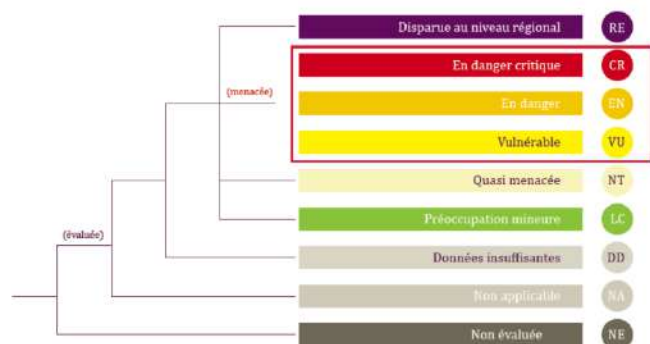 Disparue au niveau régional RE
En danger critique CR
(menacée)
En danger EN
Vulnérable VU
Quasi menacée NT
Préoccupation mineure LC
(évaluée)
Données insuffisantes DD
Non applicable NA
Non évaluée NE